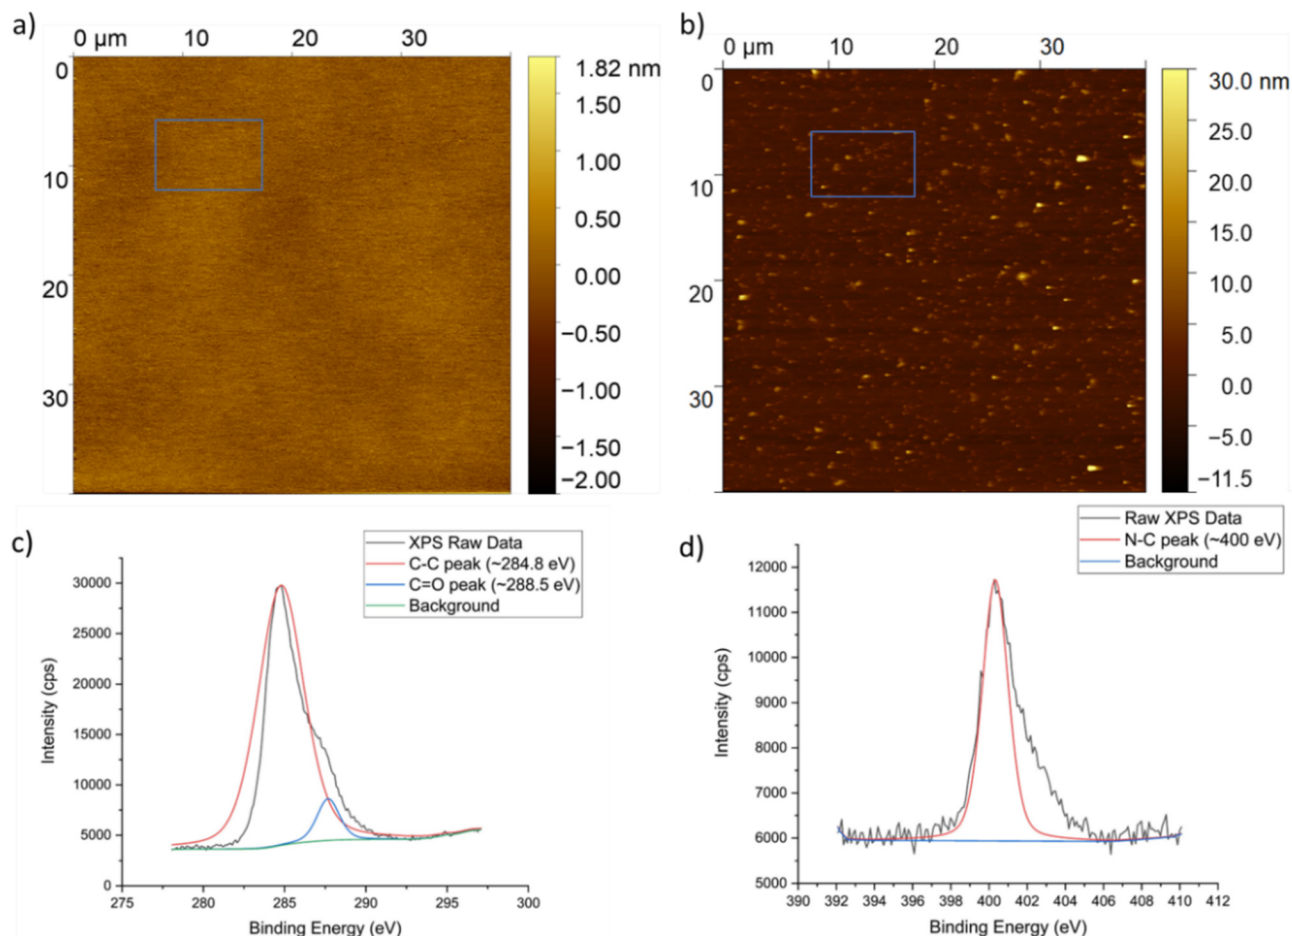 a)
0 μm 10 20 30
0
10
20
30
1.82 nm
1.50
1.00
0.50
0.00
−0.50
−1.00
−1.50
−2.00
b)
0 μm 10 20 30
0
10
20
30
30.0 nm
25.0
20.0
15.0
10.0
5.0
0.0
−5.0
−11.5
c)
XPS Raw Data
C-C peak (~284.8 eV)
C=O peak (~288.5 eV)
Background
30000
25000
20000
15000
10000
5000
0
Intensity (cps)
275 280 285 290 295 300
Binding Energy (eV)
d)
Raw XPS Data
N-C peak (~400 eV)
Background
12000
11000
12000
9000
8000
7000
6000
5000
Intensity (cps)
390 392 394 396 398 400 402 404 406 408 410 412
Binding Energy (eV)